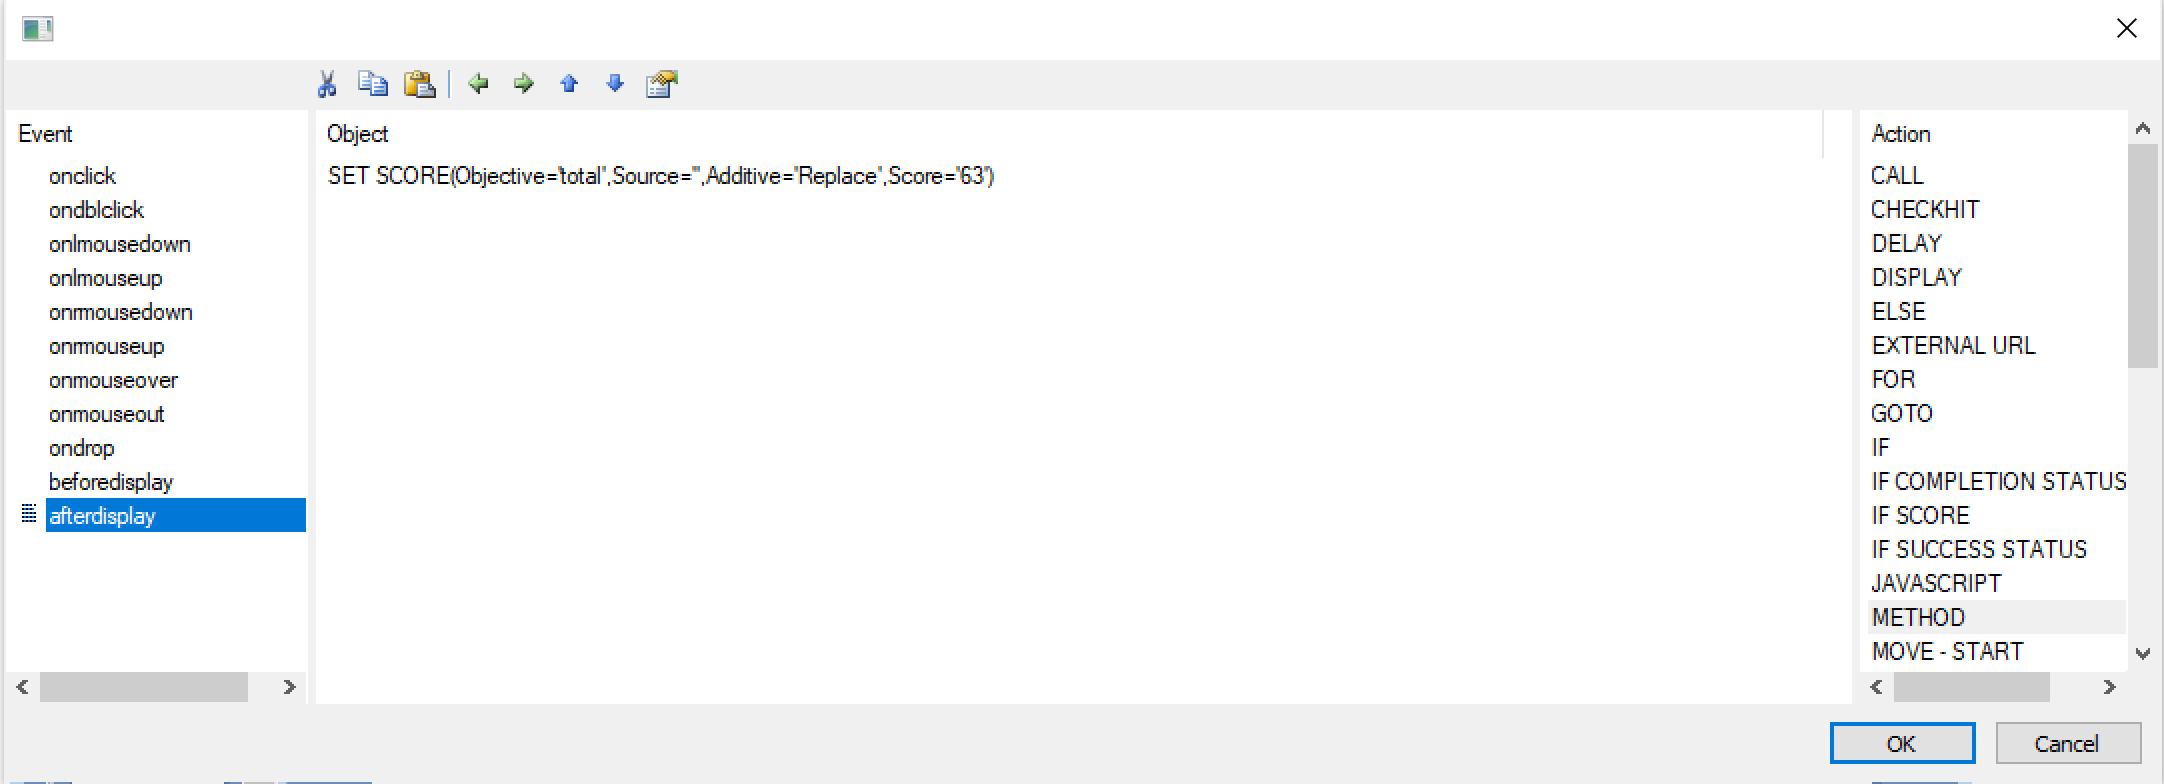 Event
onclick
ondblclick
onlmousedown
onlmouseup
onrmousedown
onrmouseup
onmouseover
onmouseout
ondrop
beforedisplay
afterdisplay
Object
SET SCORE(Objective='total',Source='',Additive='Replace',Score='63')
Action
CALL
CHECKHIT
DELAY
DISPLAY
ELSE
EXTERNAL URL
FOR
GOTO
IF
IF COMPLETION STATUS
IF SCORE
IF SUCCESS STATUS
JAVASCRIPT
METHOD
MOVE - START
OK
Cancel